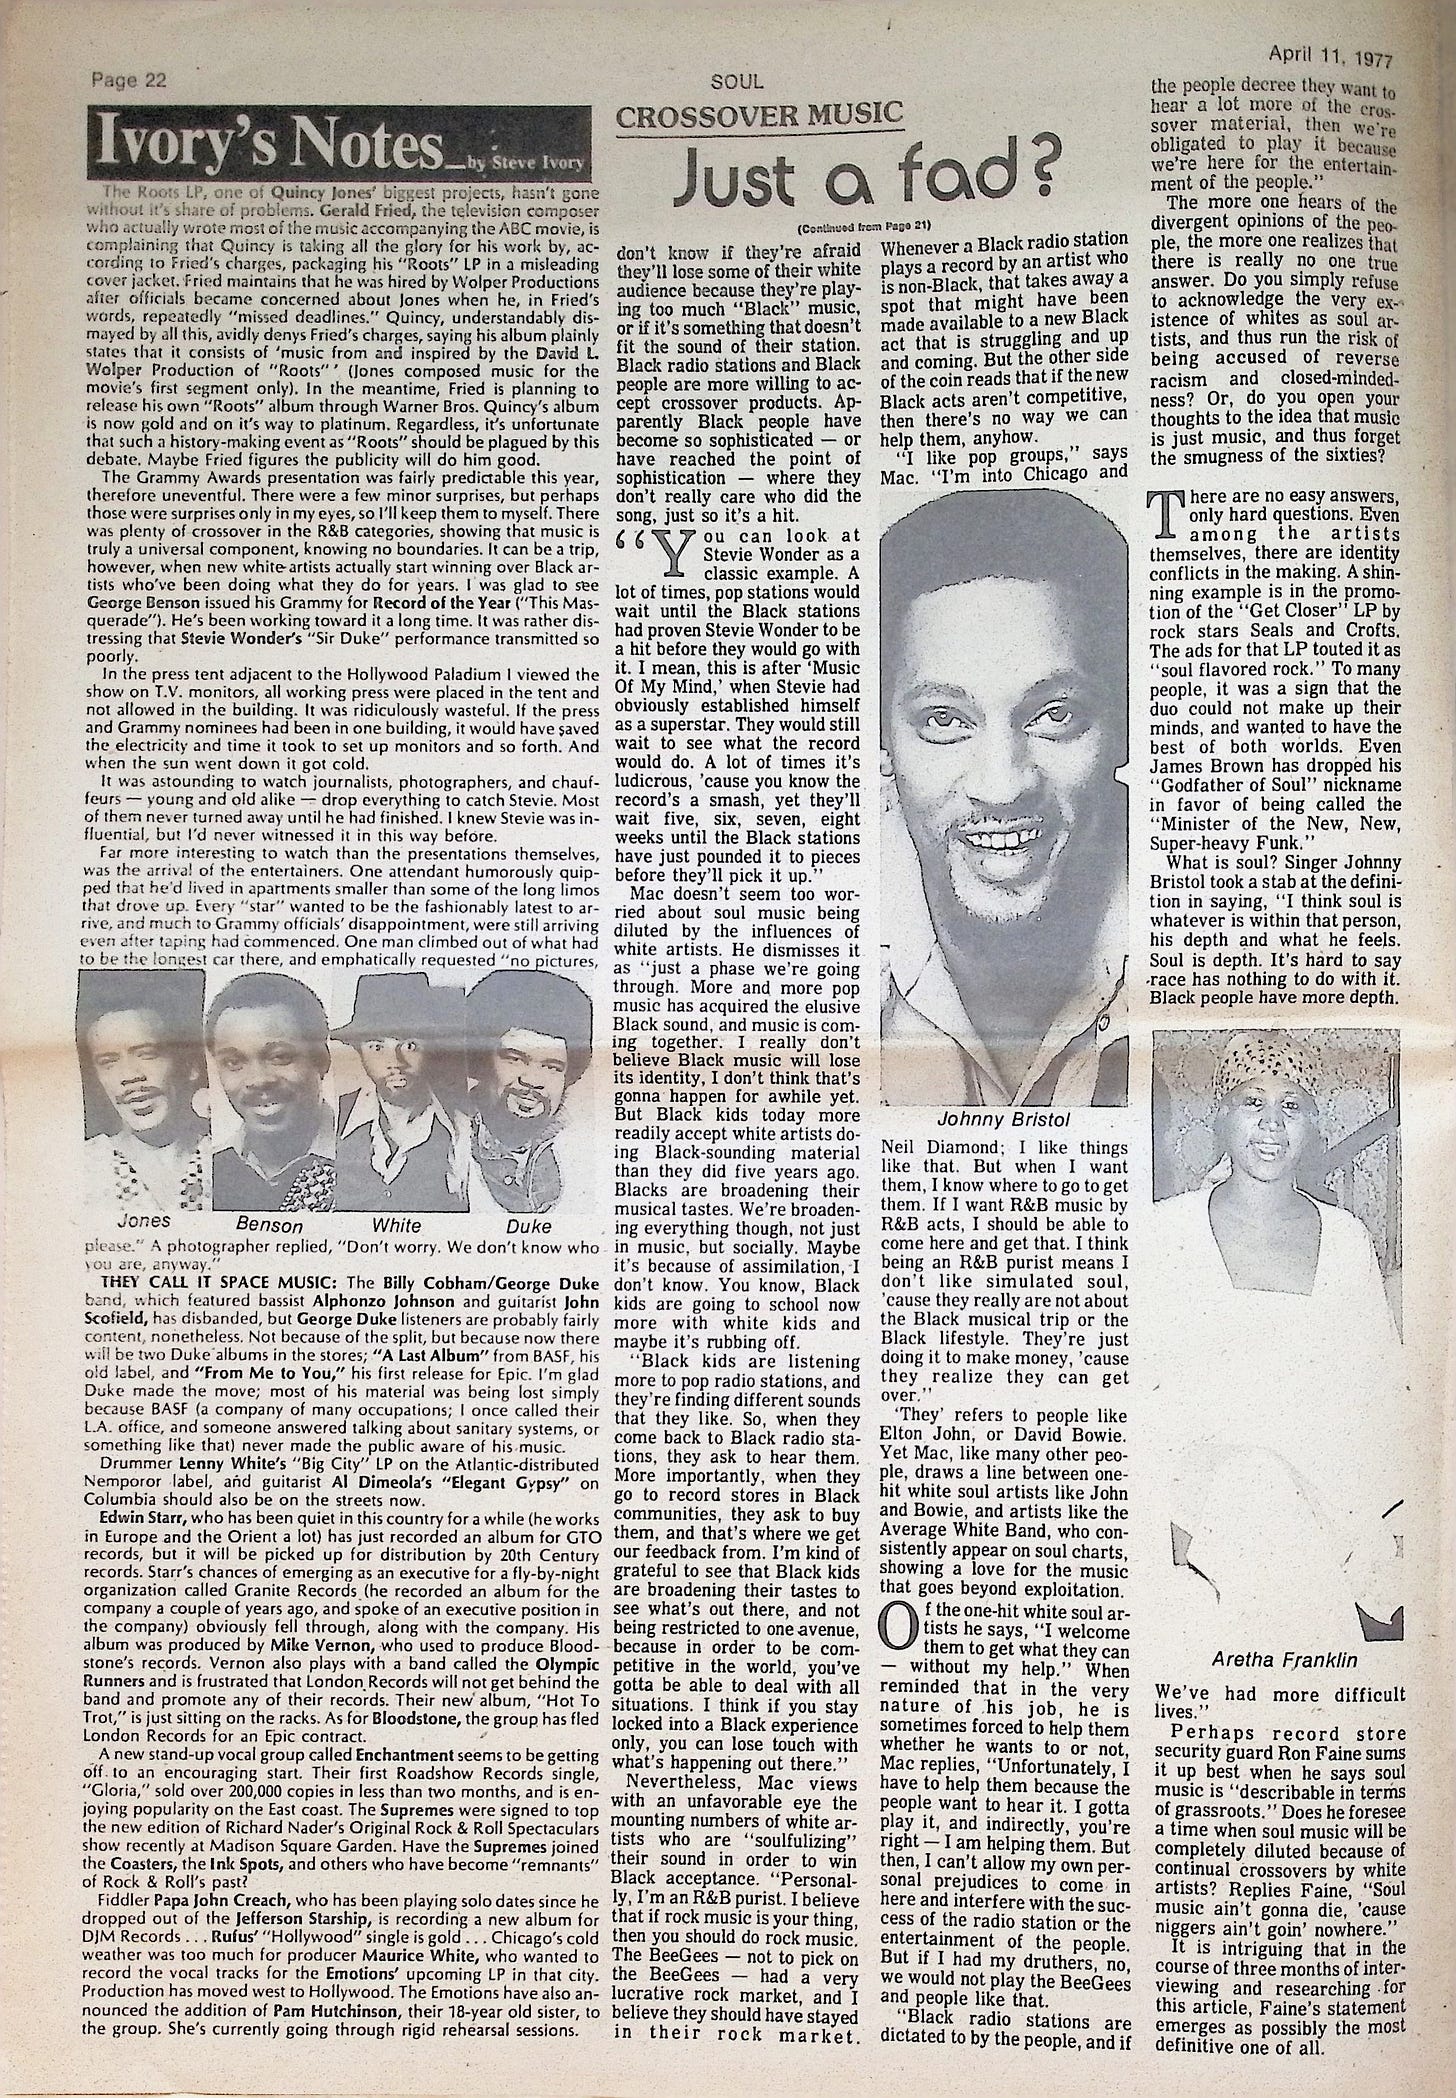 Page 22
SOUL
April 11, 1977
Ivory's Notes by Steve Ivory
The Roots LP, one of Quincy Jones' biggest projects, hasn't gone
without it's share of problems. Gerald Fried, the television composer
who actually wrote most of the music accompanying the ABC movie, is
complaining that Quincy is taking all the glory for his work by, ac-
cording to Fried's charges, packaging his "Roots" LP in a misleading
cover jacket. Fried maintains that he was hired by Wolper Productions
after officials became concerned about Jones when he, in Fried's
words, repeatedly "missed deadlines." Quincy, understandably dis-
mayed by all this, avidly denys Fried's charges, saying his album plainly
states that it consists of 'music from and inspired by the David L.
Wolper Production of "Roots" ' (Jones composed music for the
movie's first segment only). In the meantime, Fried is planning to
release his own "Roots" album through Warner Bros. Quincy's album
is now gold and on it's way to platinum. Regardless, it's unfortunate
that such a history-making event as "Roots" should be plagued by this
debate. Maybe Fried figures the publicity will do him good.
The Grammy Awards presentation was fairly predictable this year,
therefore uneventful. There were a few minor surprises, but perhaps
those were surprises only in my eyes, so I'll keep them to myself. There
was plenty of crossover in the R&B categories, showing that music is
truly a universal component, knowing no boundaries. It can be a trip,
however, when new white artists actually start winning over Black ar-
tists who've been doing what they do for years. I was glad to see
George Benson issued his Grammy for Record of the Year ("This Mas-
querade"). He's been working toward it a long time. It was rather dis-
tressing that Stevie Wonder's "Sir Duke" performance transmitted so
poorly.
In the press tent adjacent to the Hollywood Paladium I viewed the
show on T.V. monitors, all working press were placed in the tent and
not allowed in the building. It was ridiculously wasteful. If the press
and Grammy nominees had been in one building, it would have saved
the electricity and time it took to set up monitors and so forth. And
when the sun went down it got cold.
It was astounding to watch journalists, photographers, and chauf-
feurs — young and old alike — drop everything to catch Stevie. Most
of them never turned away until he had finished. I knew Stevie was in-
fluential, but I'd never witnessed it in this way before.
Far more interesting to watch than the presentations themselves,
was the arrival of the entertainers. One attendant humorously quip-
ped that he'd lived in apartments smaller than some of the long limos
that drove up. Every "star" wanted to be the fashionably latest to ar-
rive, and much to Grammy officials' disappointment, were still arriving
even after taping had commenced. One man climbed out of what had
to be the longest car there, and emphatically requested "no pictures,
Jones
Benson
White
Duke
please." A photographer replied, "Don't worry. We don't know who
you are, anyway."
THEY CALL IT SPACE MUSIC: The Billy Cobham/George Duke
band, which featured bassist Alphonzo Johnson and guitarist John
Scofield, has disbanded, but George Duke listeners are probably fairly
content, nonetheless. Not because of the split, but because now there
will be two Duke albums in the stores; "A Last Album" from BASF, his
old label, and "From Me to You," his first release for Epic. I'm glad
Duke made the move; most of his material was being lost simply
because BASF (a company of many occupations; I once called their
L.A. office, and someone answered talking about sanitary systems, or
something like that) never made the public aware of his music.
Drummer Lenny White's "Big City" LP on the Atlantic-distributed
Nemporor label, and guitarist Al Dimeola's "Elegant Gypsy" on
Columbia should also be on the streets now.
Edwin Starr, who has been quiet in this country for a while (he works
in Europe and the Orient a lot) has just recorded an album for GTO
records, but it will be picked up for distribution by 20th Century
records. Starr's chances of emerging as an executive for a fly-by-night
organization called Granite Records (he recorded an album for the
company a couple of years ago, and spoke of an executive position in
the company) obviously fell through, along with the company. His
album was produced by Mike Vernon, who used to produce Blood-
stone's records. Vernon also plays with a band called the Olympic
Runners and is frustrated that London Records will not get behind the
band and promote any of their records. Their new album, "Hot To
Trot," is just sitting on the racks. As for Bloodstone, the group has fled
London Records for an Epic contract.
A new stand-up vocal group called Enchantment seems to be getting
off to an encouraging start. Their first Roadshow Records single,
"Gloria," sold over 200,000 copies in less than two months, and is en-
joying popularity on the East coast. The Supremes were signed to top
the new edition of Richard Nader's Original Rock & Roll Spectaculars
show recently at Madison Square Garden. Have the Supremes joined
the Coasters, the Ink Spots, and others who have become "remnants"
of Rock & Roll's past?
Fiddler Papa John Creach, who has been playing solo dates since he
dropped out of the Jefferson Starship, is recording a new album for
DJM Records . . . Rufus' "Hollywood" single is gold . . . Chicago's cold
weather was too much for producer Maurice White, who wanted to
record the vocal tracks for the Emotions' upcoming LP in that city.
Production has moved west to Hollywood. The Emotions have also an-
nounced the addition of Pam Hutchinson, their 18-year old sister, to
the group. She's currently going through rigid rehearsal sessions.
CROSSOVER MUSIC
Just a fad?
(Continued from Page 21)
don't know if they're afraid
they'll lose some of their white
audience because they're play-
ing too much "Black" music,
or if it's something that doesn't
fit the sound of their station.
Black radio stations and Black
people are more willing to ac-
cept crossover products. Ap-
parently Black people have
become so sophisticated — or
have reached the point of
sophistication — where they
don't really care who did the
song, just so it's a hit.
"You can look at
Stevie Wonder as a
classic example. A
lot of times, pop stations would
wait until the Black stations
had proven Stevie Wonder to be
a hit before they would go with
it. I mean, this is after 'Music
Of My Mind,' when Stevie had
obviously established himself
as a superstar. They would still
wait to see what the record
would do. A lot of times it's
ludicrous, 'cause you know the
record's a smash, yet they'll
wait five, six, seven, eight
weeks until the Black stations
have just pounded it to pieces
before they'll pick it up."
Mac doesn't seem too wor-
ried about soul music being
diluted by the influences of
white artists. He dismisses it
as "just a phase we're going
through. More and more pop
music has acquired the elusive
Black sound, and music is com-
ing together. I really don't
believe Black music will lose
its identity, I don't think that's
gonna happen for awhile yet.
But Black kids today more
readily accept white artists do-
ing Black-sounding material
than they did five years ago.
Blacks are broadening their
musical tastes. We're broaden-
ing everything though, not just
in music, but socially. Maybe
it's because of assimilation, I
don't know. You know, Black
kids are going to school now
more with white kids and
maybe it's rubbing off.
"Black kids are listening
more to pop radio stations, and
they're finding different sounds
that they like. So, when they
come back to Black radio sta-
tions, they ask to hear them.
More importantly, when they
go to record stores in Black
communities, they ask to buy
them, and that's where we get
our feedback from. I'm kind of
grateful to see that Black kids
are broadening their tastes to
see what's out there, and not
being restricted to one avenue,
because in order to be com-
petitive in the world, you've
gotta be able to deal with all
situations. I think if you stay
locked into a Black experience
only, you can lose touch with
what's happening out there."
Nevertheless, Mac views
with an unfavorable eye the
mounting numbers of white ar-
tists who are "soulfulizing"
their sound in order to win
Black acceptance. "Personal-
ly, I'm an R&B purist. I believe
that if rock music is your thing,
then you should do rock music.
The BeeGees — not to pick on
the BeeGees — had a very
lucrative rock market, and I
believe they should have stayed
in their rock market.
Whenever a Black radio station
plays a record by an artist who
is non-Black, that takes away a
spot that might have been
made available to a new Black
act that is struggling and up
and coming. But the other side
of the coin reads that if the new
Black acts aren't competitive,
then there's no way we can
help them, anyhow.
"I like pop groups," says
Mac. "I'm into Chicago and
Johnny Bristol
Neil Diamond; I like things
like that. But when I want
them, I know where to go to get
them. If I want R&B music by
R&B acts, I should be able to
come here and get that. I think
being an R&B purist means I
don't like simulated soul,
'cause they really are not about
the Black musical trip or the
Black lifestyle. They're just
doing it to make money, 'cause
they realize they can get
over."
'They' refers to people like
Elton John, or David Bowie.
Yet Mac, like many other peo-
ple, draws a line between one-
hit white soul artists like John
and Bowie, and artists like the
Average White Band, who con-
sistently appear on soul charts,
showing a love for the music
that goes beyond exploitation.
Of the one-hit white soul ar-
tists he says, "I welcome
them to get what they can
— without my help." When
reminded that in the very
nature of his job, he is
sometimes forced to help them
whether he wants to or not,
Mac replies, "Unfortunately, I
have to help them because the
people want to hear it. I gotta
play it, and indirectly, you're
right — I am helping them. But
then, I can't allow my own per-
sonal prejudices to come in
here and interfere with the suc-
cess of the radio station or the
entertainment of the people.
But if I had my druthers, no,
we would not play the BeeGees
and people like that.
"Black radio stations are
dictated to by the people, and if
the people decree they want to
hear a lot more of the cros-
sover material, then we're
obligated to play it because
we're here for the entertain-
ment of the people."
The more one hears of the
divergent opinions of the peo-
ple, the more one realizes that
there is really no one true
answer. Do you simply refuse
to acknowledge the very ex-
istence of whites as soul ar-
tists, and thus run the risk of
being accused of reverse
racism and closed-minded-
ness? Or, do you open your
thoughts to the idea that music
is just music, and thus forget
the smugness of the sixties?
There are no easy answers,
only hard questions. Even
among the artists
themselves, there are identity
conflicts in the making. A shin-
ning example is in the promo-
tion of the "Get Closer" LP by
rock stars Seals and Crofts.
The ads for that LP touted it as
"soul flavored rock." To many
people, it was a sign that the
duo could not make up their
minds, and wanted to have the
best of both worlds. Even
James Brown has dropped his
"Godfather of Soul" nickname
in favor of being called the
"Minister of the New, New,
Super-heavy Funk."
What is soul? Singer Johnny
Bristol took a stab at the defini-
tion in saying, "I think soul is
whatever is within that person,
his depth and what he feels.
Soul is depth. It's hard to say
race has nothing to do with it.
Black people have more depth.
Aretha Franklin
We've had more difficult
lives."
Perhaps record store
security guard Ron Faine sums
it up best when he says soul
music is "describable in terms
of grassroots." Does he foresee
a time when soul music will be
completely diluted because of
continual crossovers by white
artists? Replies Faine, "Soul
music ain't gonna die, 'cause
niggers ain't goin' nowhere."
It is intriguing that in the
course of three months of inter-
viewing and researching for
this article, Faine's statement
emerges as possibly the most
definitive one of all.